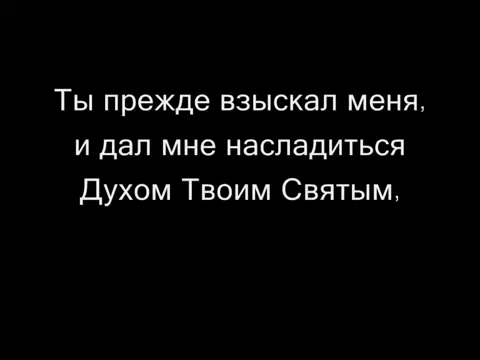 Ты прежде взыскал меня,
и дал мне насладиться
Духом Твоим Святым,